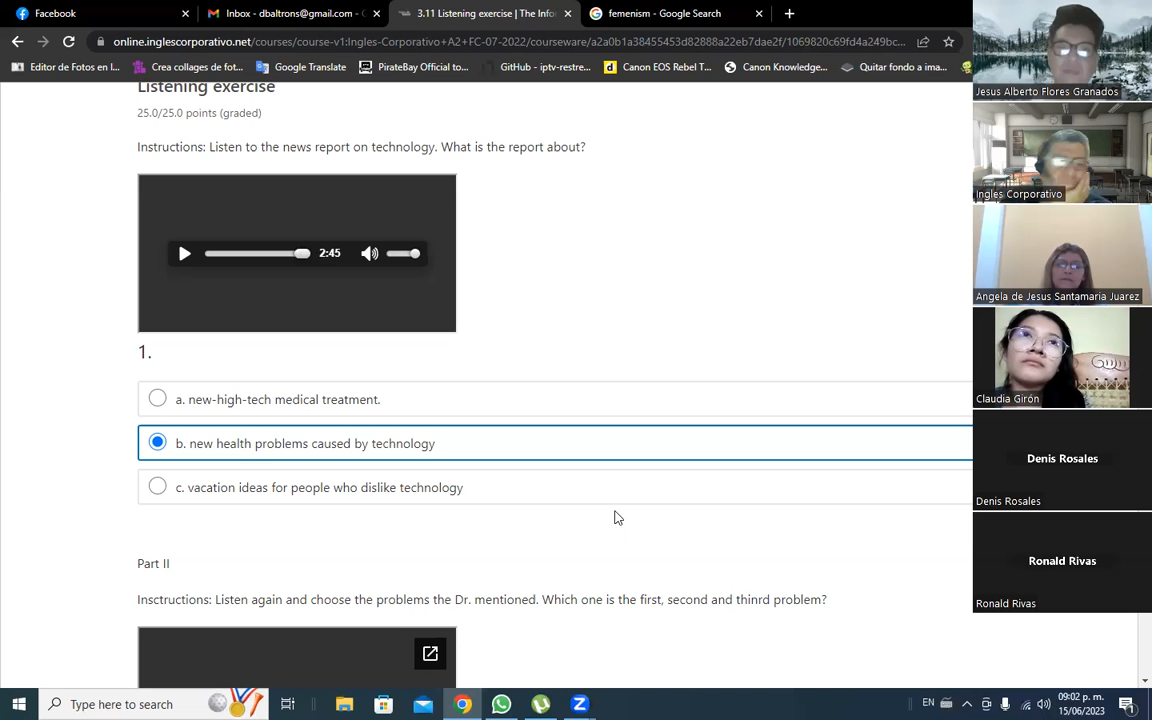 Facebook
Inbox - dbaltrons@gmail.com -
3.11 Listening exercise | The Info
femenism - Google Search
online.inglescorporativo.net/courses/course-v1:Ingles-Corporativo+A2+FC-07-2022/courseware/a2a0b1a38455453d82888a22eb7dae2f/1069820c69fd4a249bc...
Editor de Fotos en l...
Crea collages de fot...
Google Translate
PirateBay Official to...
GitHub - iptv-restre...
Canon EOS Rebel T...
Canon Knowledge...
Quitar fondo a ima...
Listening exercise
25.0/25.0 points (graded)
Instructions: Listen to the news report on technology. What is the report about?
2:45
1.
a. new-high-tech medical treatment.
b. new health problems caused by technology
c. vacation ideas for people who dislike technology
Part II
Insctructions: Listen again and choose the problems the Dr. mentioned. Which one is the first, second and thinrd problem?
Jesus Alberto Flores Granados
Ingles Corporativo
Angela de Jesus Santamaria Juarez
Claudia Girón
Denis Rosales
Denis Rosales
Ronald Rivas
Ronald Rivas
Type here to search
EN
09:02 p. m.
15/06/2023
1